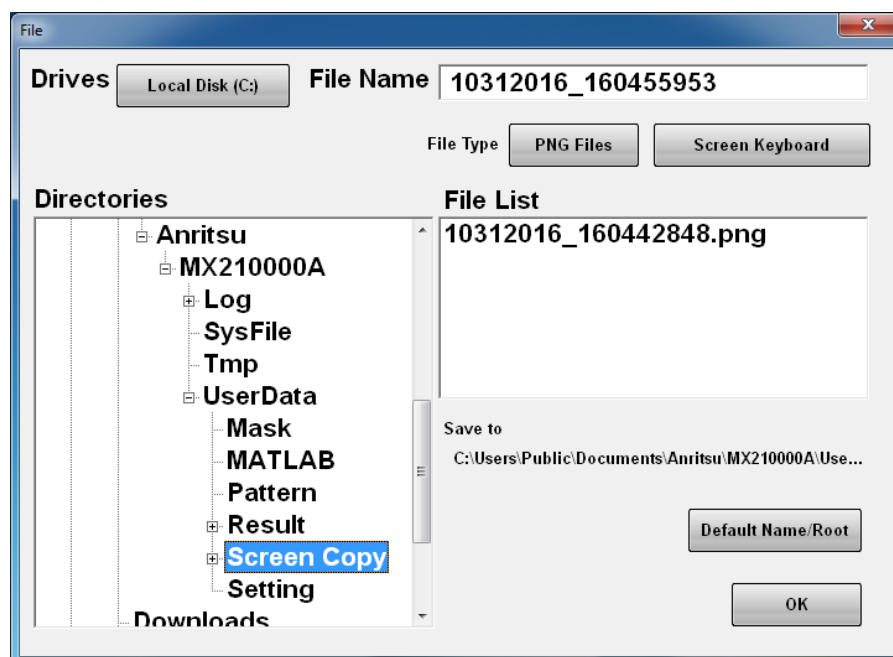 File
Drives Local Disk (C:) File Name 10312016_160455953
File Type PNG Files Screen Keyboard
Directories
Anritsu
MX210000A
Log
SysFile
Tmp
UserData
Mask
MATLAB
Pattern
Result
Screen Copy
Setting
Downloads
File List
10312016_160442848.png
Save to
C:\Users\Public\Documents\Anritsu\MX210000A\Use...
Default Name/Root
OK